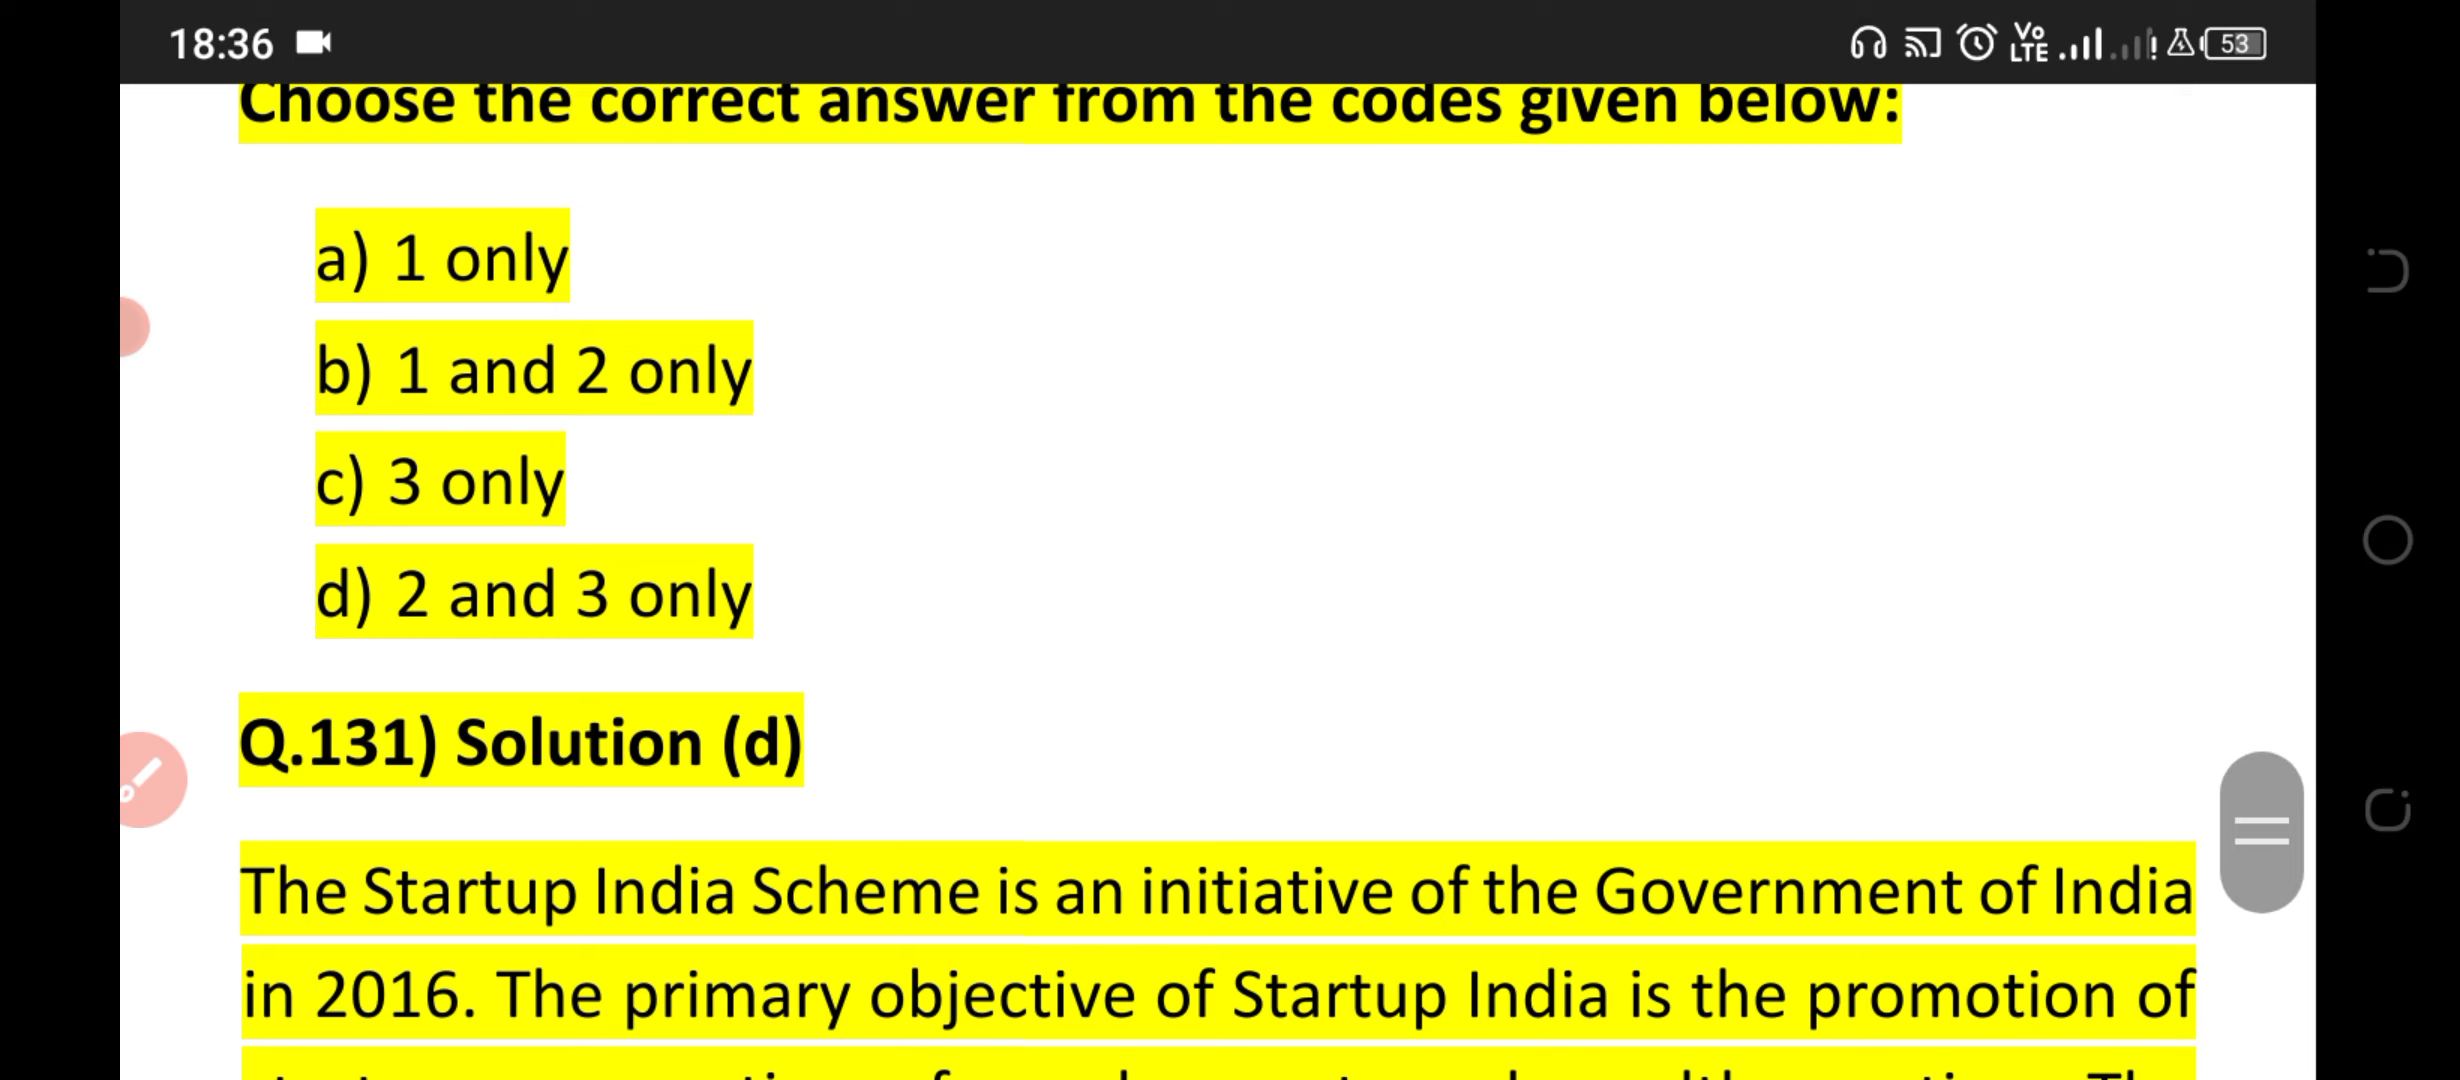 18:36 Vo LTE 53
Choose the correct answer from the codes given below:
a) 1 only
b) 1 and 2 only
c) 3 only
d) 2 and 3 only
Q.131) Solution (d)
The Startup India Scheme is an initiative of the Government of India
in 2016. The primary objective of Startup India is the promotion of